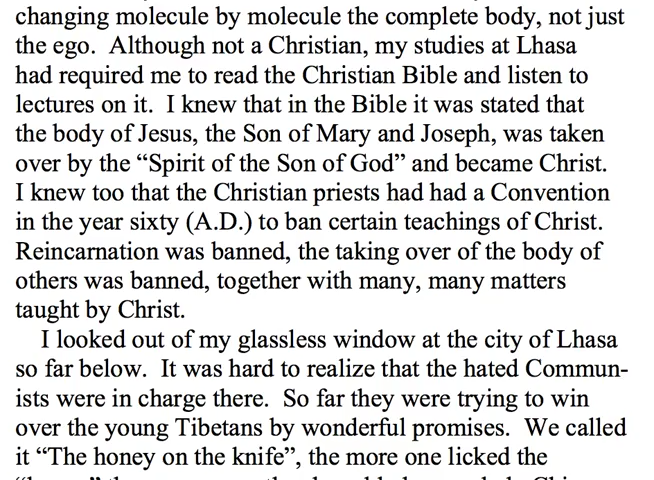 changing molecule by molecule the complete body, not just
the ego. Although not a Christian, my studies at Lhasa
had required me to read the Christian Bible and listen to
lectures on it. I knew that in the Bible it was stated that
the body of Jesus, the Son of Mary and Joseph, was taken
over by the “Spirit of the Son of God” and became Christ.
I knew too that the Christian priests had had a Convention
in the year sixty (A.D.) to ban certain teachings of Christ.
Reincarnation was banned, the taking over of the body of
others was banned, together with many, many matters
taught by Christ.
I looked out of my glassless window at the city of Lhasa
so far below. It was hard to realize that the hated Commun-
ists were in charge there. So far they were trying to win
over the young Tibetans by wonderful promises. We called
it “The honey on the knife”, the more one licked the